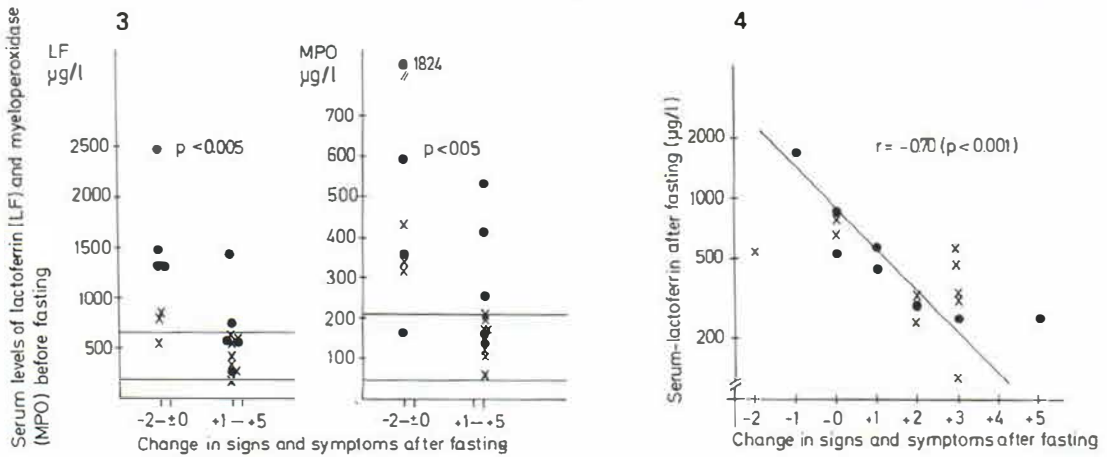 3
4
Serum levels of lactoferrin (LF) and myeloperoxidase
(MPO) before fasting
LF
µg/l
2500
2000
1500
1000
500
p <0.005
-2-±0
+1-+5
MPO
µg/l
1824
700
600
500
400
300
200
100
p <005
-2-±0
+1-+5
Change in signs and symptoms after fasting
Serum-lactoferrin after fasting (µg/l)
2000
1000
500
200
r = -0.70 (p<0.001)
-2 -1 -0 +1 +2 +3 +4 +5
Change in signs and symptoms after fasting